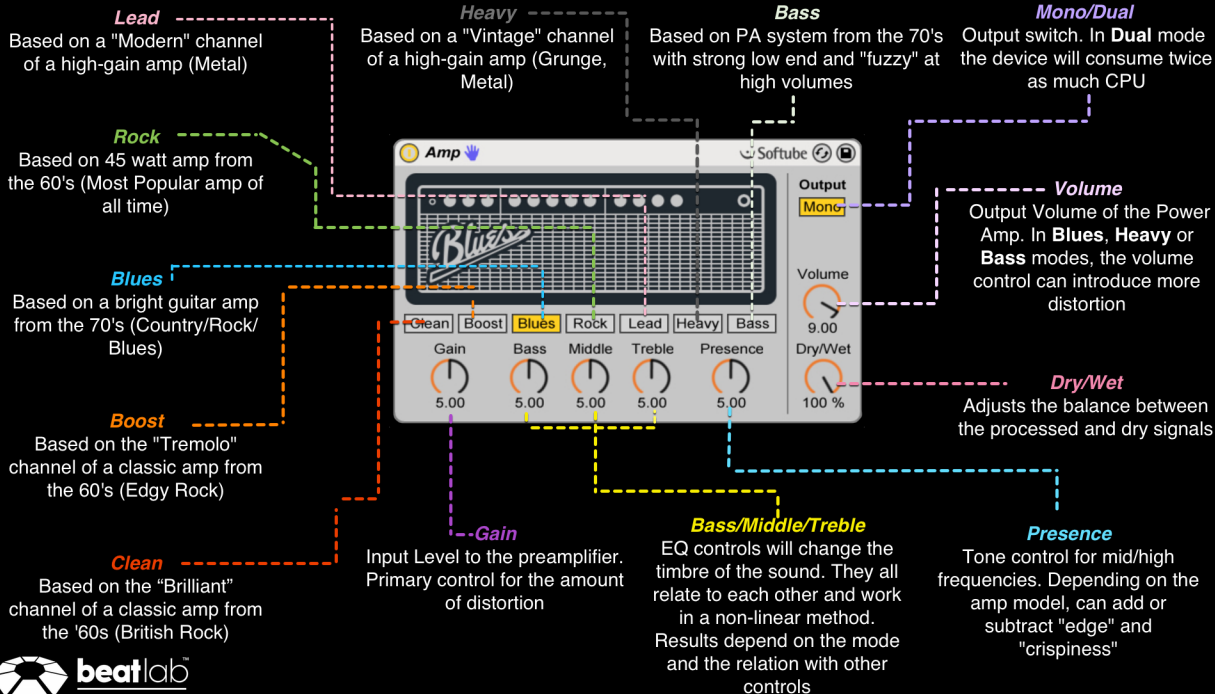 Lead
Based on a "Modern" channel
of a high-gain amp (Metal)
Heavy
Based on a "Vintage" channel
of a high-gain amp (Grunge,
Metal)
Bass
Based on PA system from the 70's
with strong low end and "fuzzy" at
high volumes
Mono/Dual
Output switch. In Dual mode
the device will consume twice
as much CPU
Rock
Based on 45 watt amp from
the 60's (Most Popular amp of
all time)
Blues
Based on a bright guitar amp
from the 70's (Country/Rock/
Blues)
Boost
Based on the "Tremolo"
channel of a classic amp from
the 60's (Edgy Rock)
Clean
Based on the “Brilliant”
channel of a classic amp from
the '60s (British Rock)
Amp
Softube
Blues
Output
Mono
Volume
9.00
Clean Boost Blues Rock Lead Heavy Bass
Gain Bass Middle Treble Presence Dry/Wet
5.00 5.00 5.00 5.00 5.00 100 %
Volume
Output Volume of the Power
Amp. In Blues, Heavy or
Bass modes, the volume
control can introduce more
distortion
Dry/Wet
Adjusts the balance between
the processed and dry signals
Gain
Input Level to the preamplifier.
Primary control for the amount
of distortion
Bass/Middle/Treble
EQ controls will change the
timbre of the sound. They all
relate to each other and work
in a non-linear method.
Results depend on the mode
and the relation with other
controls
Presence
Tone control for mid/high
frequencies. Depending on the
amp model, can add or
subtract "edge" and
"crispiness"
beatlab™